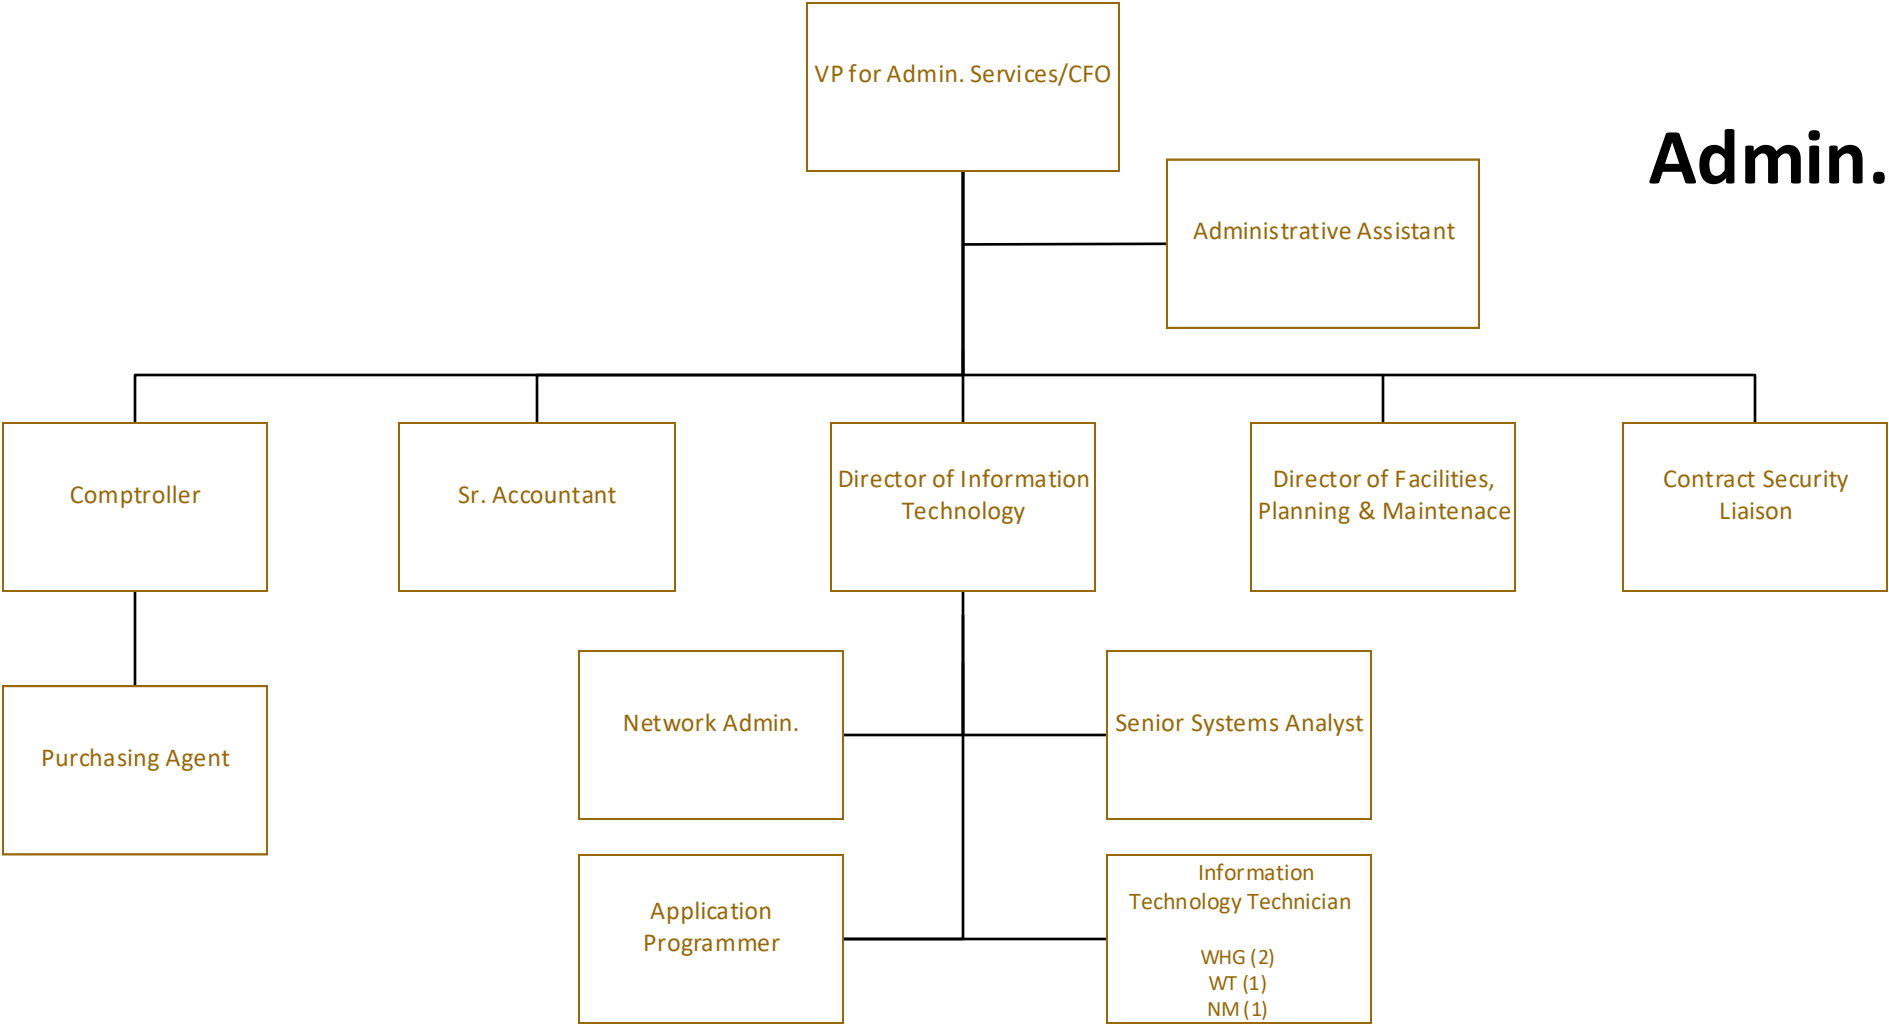 VP for Admin. Services/CFO
Admin.
Administrative Assistant
Comptroller
Sr. Accountant
Director of Information
Technology
Director of Facilities,
Planning & Maintenace
Contract Security
Liaison
Purchasing Agent
Network Admin.
Senior Systems Analyst
Application
Programmer
Information
Technology Technician
WHG (2)
WT (1)
NM (1)